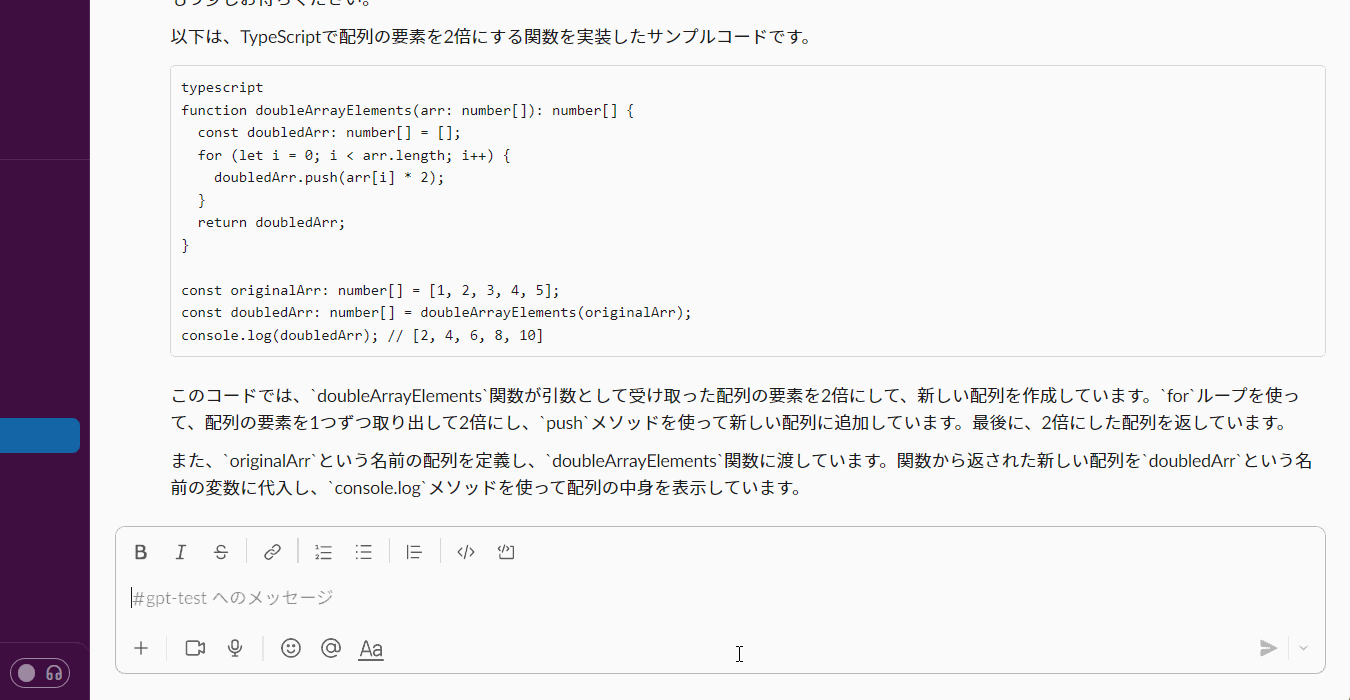 もう少しお待ちください。
以下は、TypeScriptで配列の要素を2倍にする関数を実装したサンプルコードです。
typescript
function doubleArrayElements(arr: number[]): number[] {
  const doubledArr: number[] = [];
  for (let i = 0; i < arr.length; i++) {
    doubledArr.push(arr[i] * 2);
  }
  return doubledArr;
}
const originalArr: number[] = [1, 2, 3, 4, 5];
const doubledArr: number[] = doubleArrayElements(originalArr);
console.log(doubledArr); // [2, 4, 6, 8, 10]
このコードでは、`doubleArrayElements`関数が引数として受け取った配列の要素を2倍にして、新しい配列を作成しています。`for`ループを使っ
て、配列の要素を1つずつ取り出して2倍にし、`push`メソッドを使って新しい配列に追加しています。最後に、2倍にした配列を返しています。
また、`originalArr`という名前の配列を定義し、`doubleArrayElements`関数に渡しています。関数から返された新しい配列を`doubledArr`という名
前の変数に代入し、`console.log`メソッドを使って配列の中身を表示しています。
B I S
#gpt-test へのメッセージ
Aa